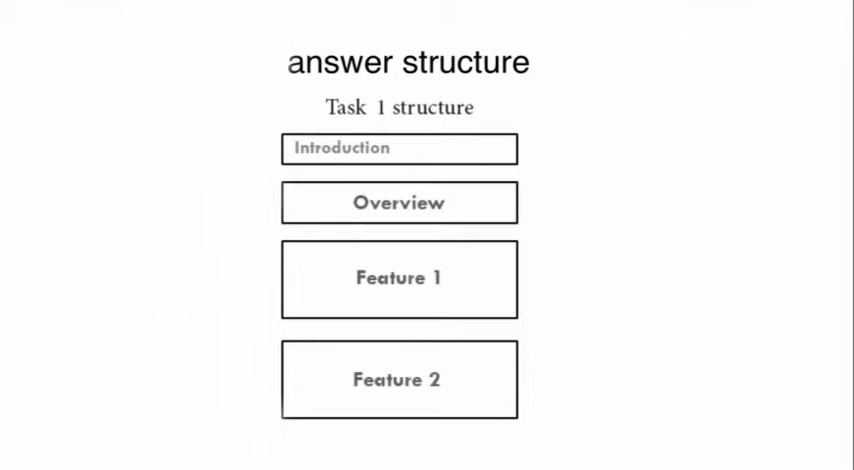 answer structure
Task 1 structure
Introduction
Overview
Feature 1
Feature 2